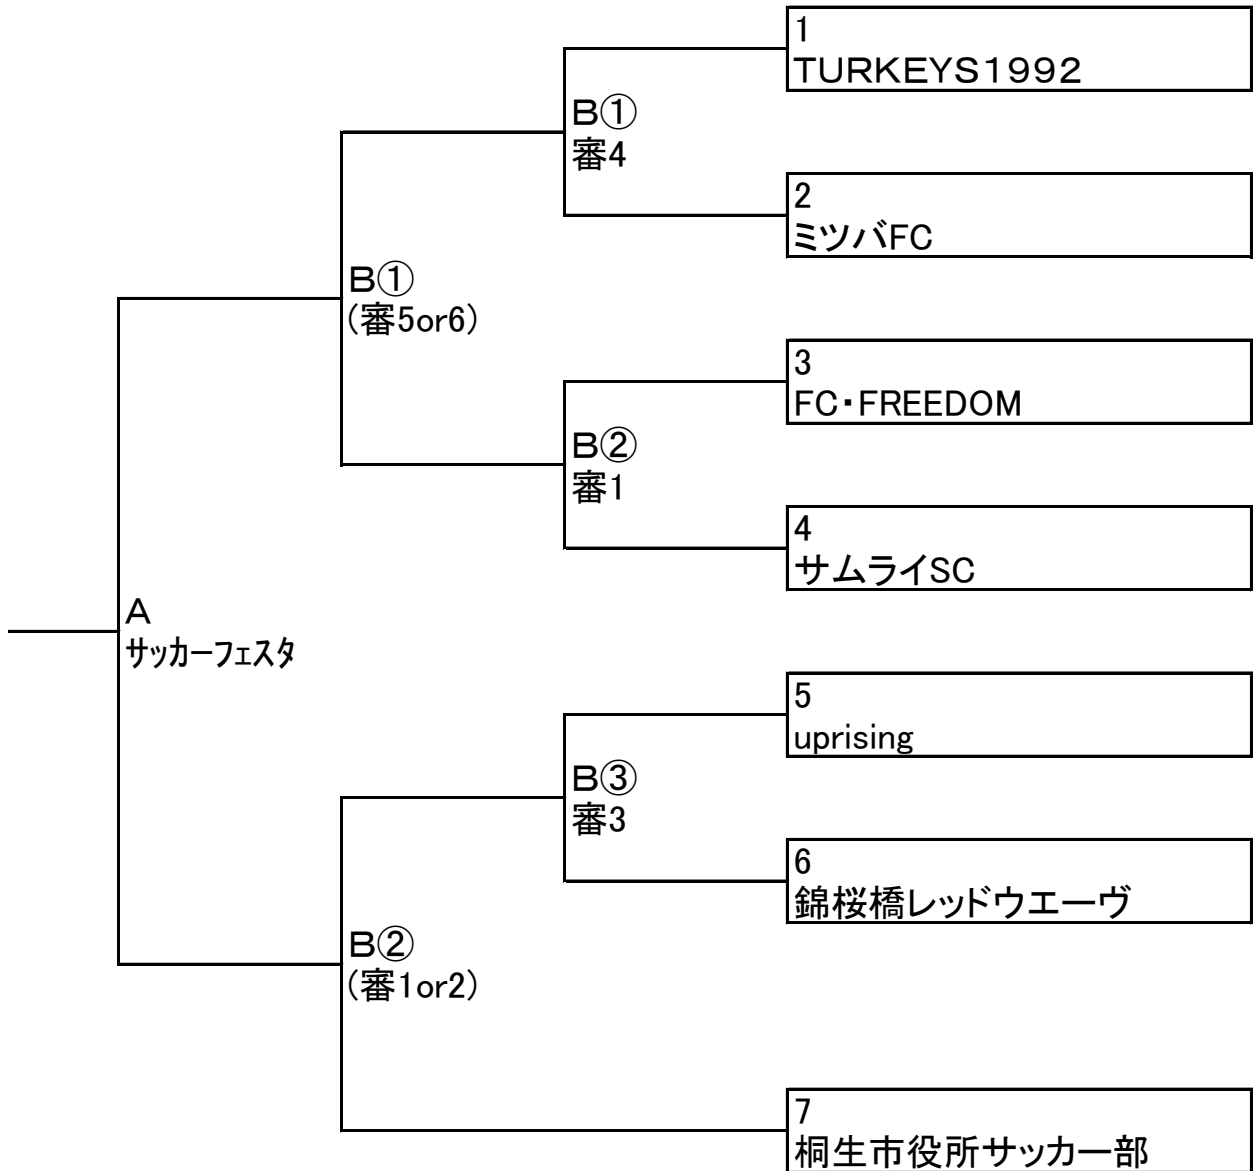 1
ＴＵＲＫＥＹＳ１９９２
Ｂ①
審4
2
ミツバFC
Ｂ①
(審5or6)
3
FC・FREEDOM
Ｂ②
審1
4
サムライSC
Ａ
サッカーフェスタ
5
uprising
Ｂ③
審3
6
錦桜橋レッドウエーヴ
Ｂ②
(審1or2)
7
桐生市役所サッカー部